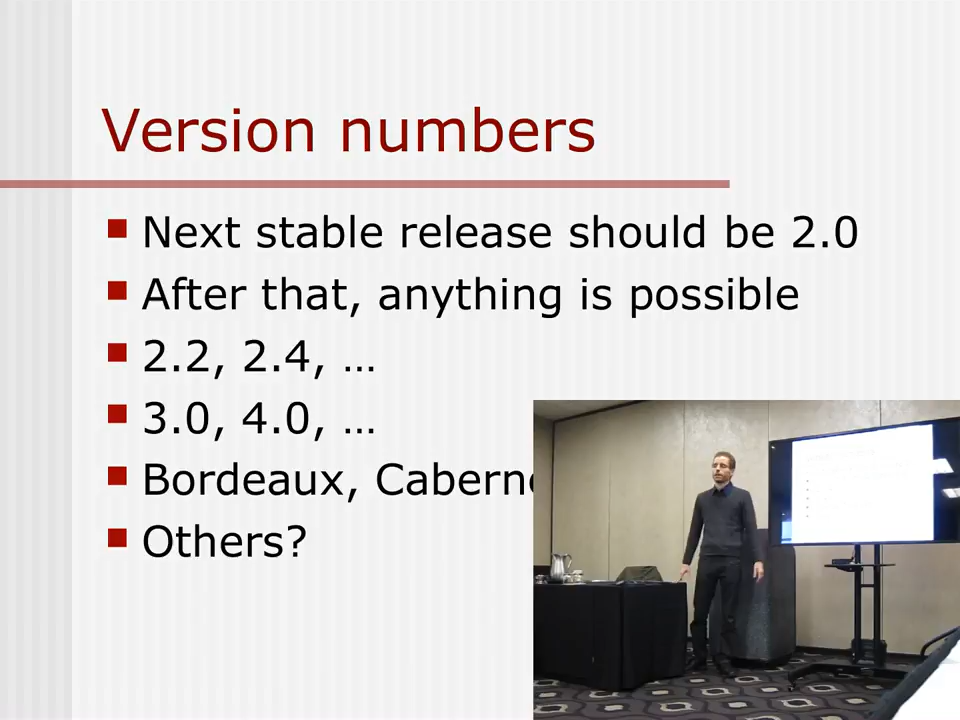 Version numbers
Next stable release should be 2.0
After that, anything is possible
2.2, 2.4, …
3.0, 4.0, …
Bordeaux,
Others?